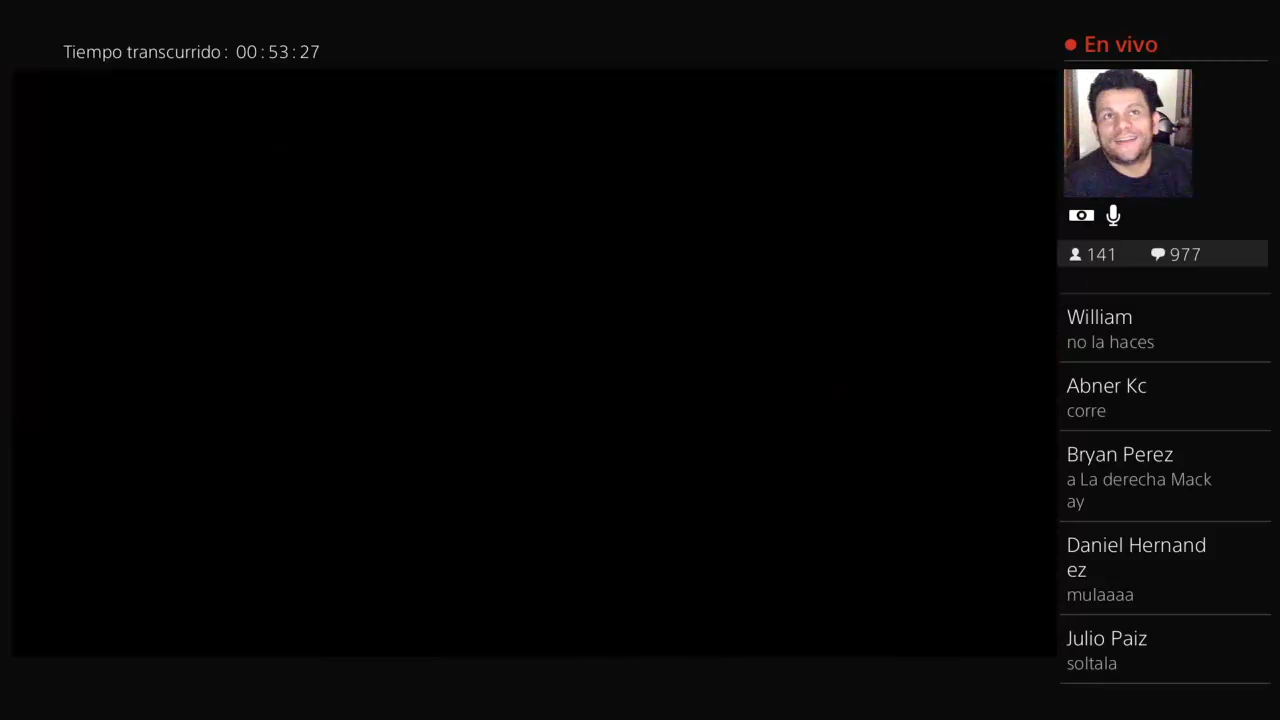 Tiempo transcurrido: 00:53:27
En vivo
141 977
William
no la haces
Abner Kc
corre
Bryan Perez
a La derecha Mack
ay
Daniel Hernand
ez
mulaaaa
Julio Paiz
soltala